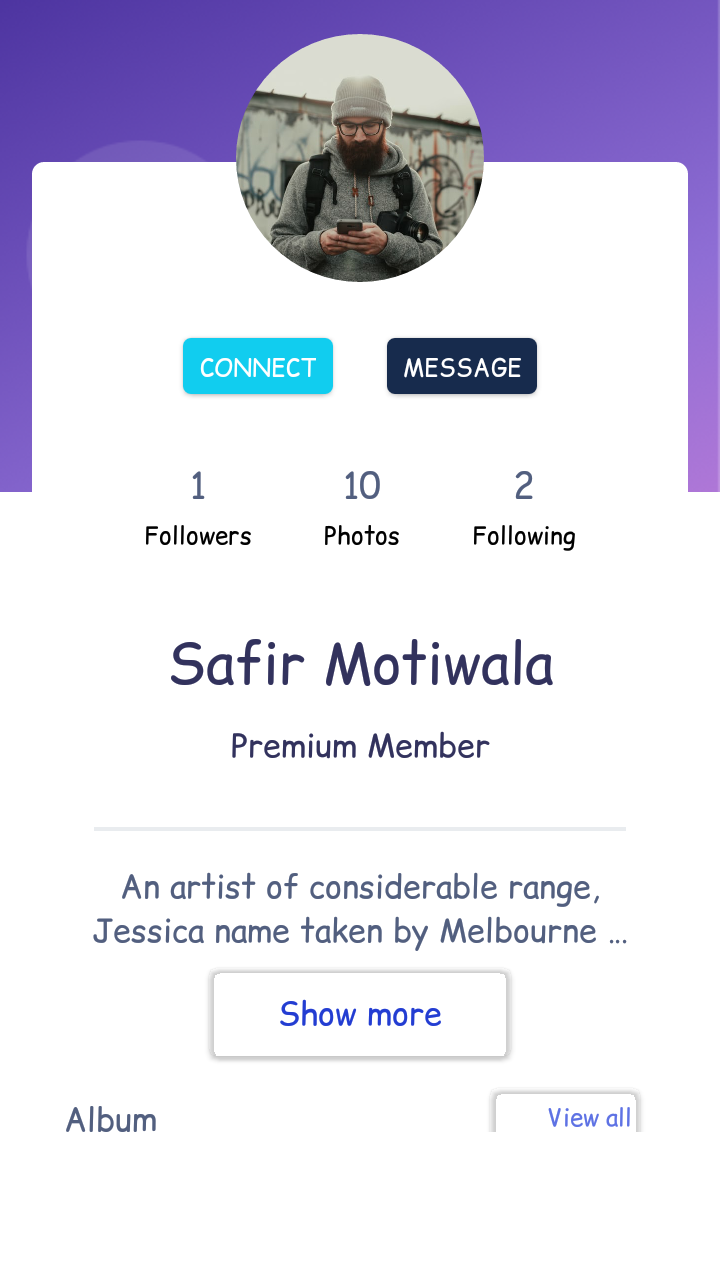 CONNECT
MESSAGE
1
10
2
Followers
Photos
Following
Safir Motiwala
Premium Member
An artist of considerable range,
Jessica name taken by Melbourne ...
Show more
Album
View all